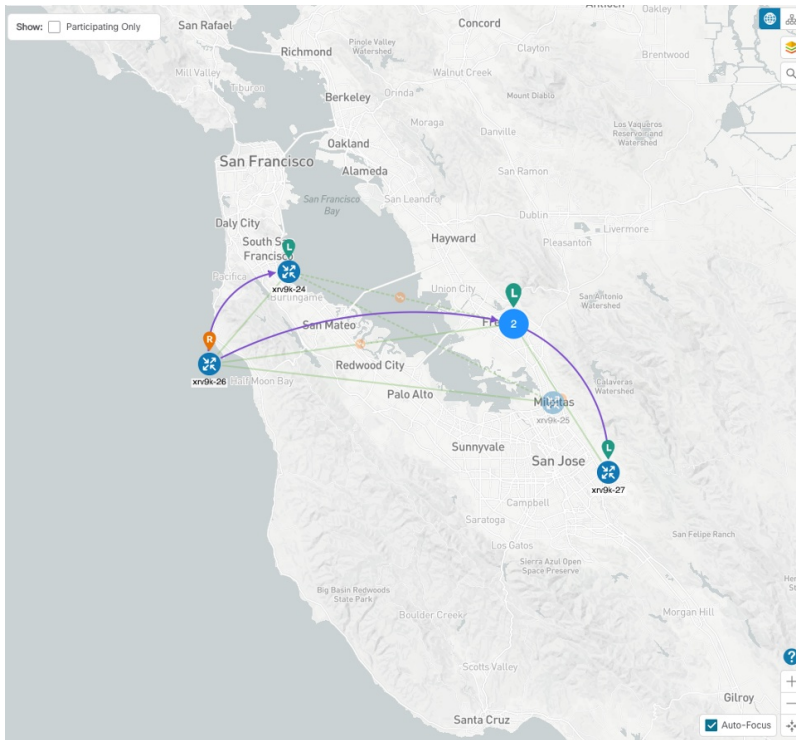 Show: Participating Only
San Rafael
Concord
Oakley
Pinole Valley
Watershed
Clayton
Richmond
Brentwood
Mill Valley
Tiburon
Walnut Creek
Orinda
Mount Diablo
Berkeley
Moraga
Los Vaqueros
Reservoir and
Watershed
Danville
Oakland
San Francisco
Alameda
San Ramon
San Francisco
Bay
San Leandro
Dublin
Daly City
Livermore
Hayward
Pleasanton
South S
Francisco
L
Pacifica
xrv9k-24
Union City
L
San Antonio
Watershed
Burlingame
San Mateo
Fre
2
R
Redwood City
xrv9k-26
Half Moon Bay
Calaveras
Watershed
Palo Alto
Milpitas
xrv9k-25
Sunnyvale
L
San Jose
xrv9k-27
Campbell
Saratoga
San Felipe Ranch
Los Gatos
Sierra Azul Open
Space Preserve
Big Basin Redwoods
State Park
Morgan Hill
Boulder Creek
?
Scotts Valley
Gilroy
Santa Cruz
Auto-Focus